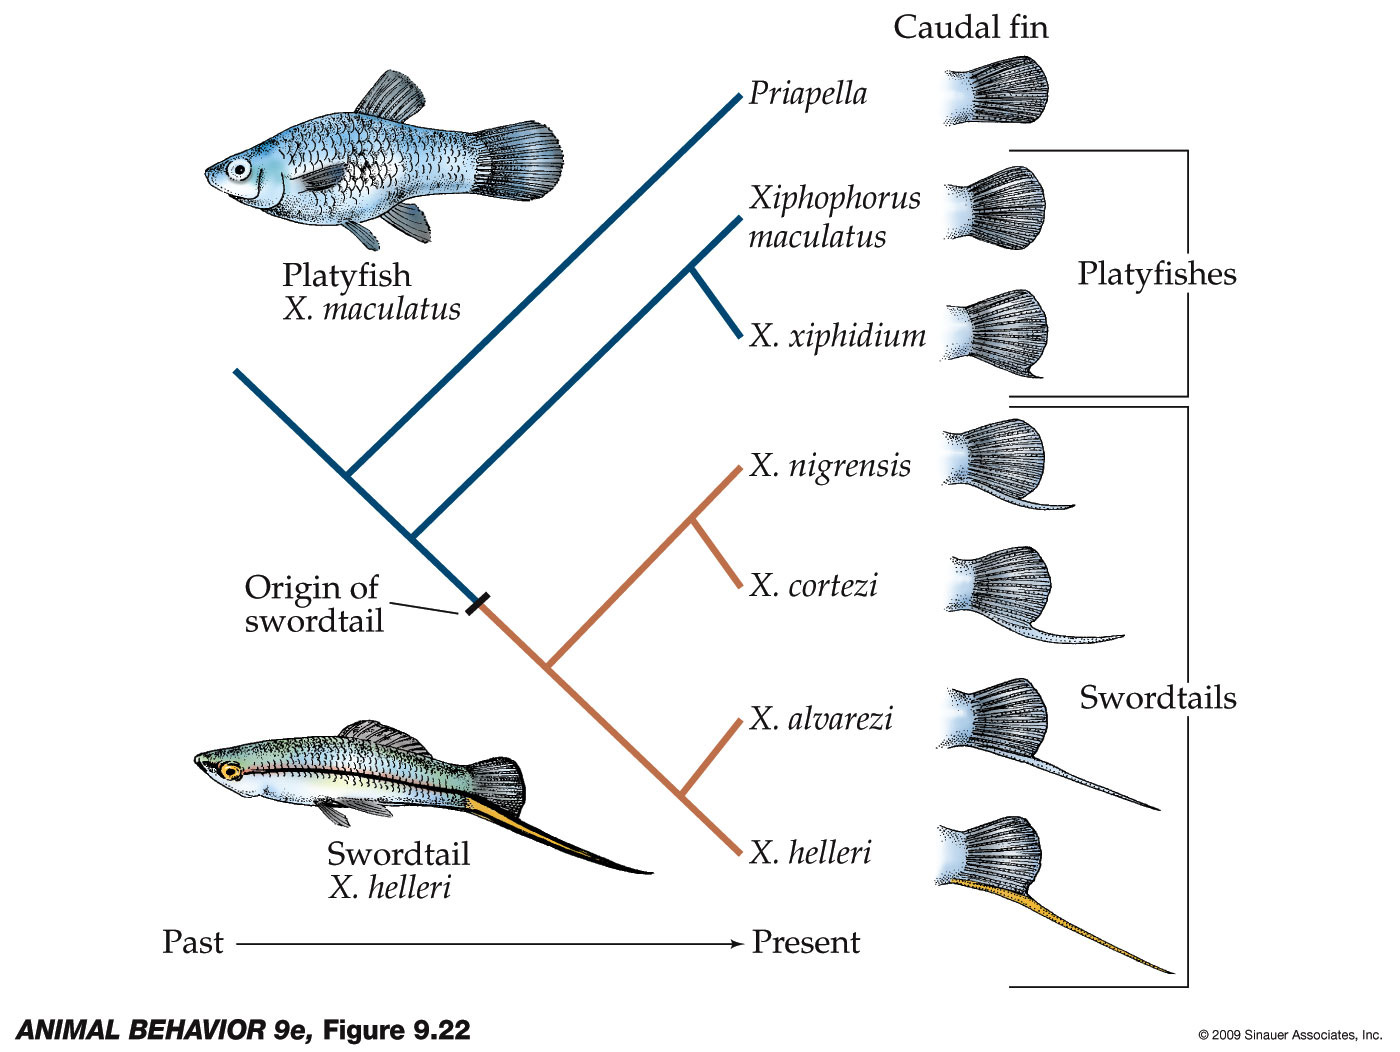 Caudal fin
Priapella
Xiphophorus
maculatus
Platyfishes
Platyfish
X. maculatus
X. xiphidium
X. nigrensis
Origin of
swordtail
X. cortezi
Swordtails
X. alvarezi
Swordtail
X. helleri
X. helleri
Past
Present
ANIMAL BEHAVIOR 9e, Figure 9.22
© 2009 Sinauer Associates, Inc.